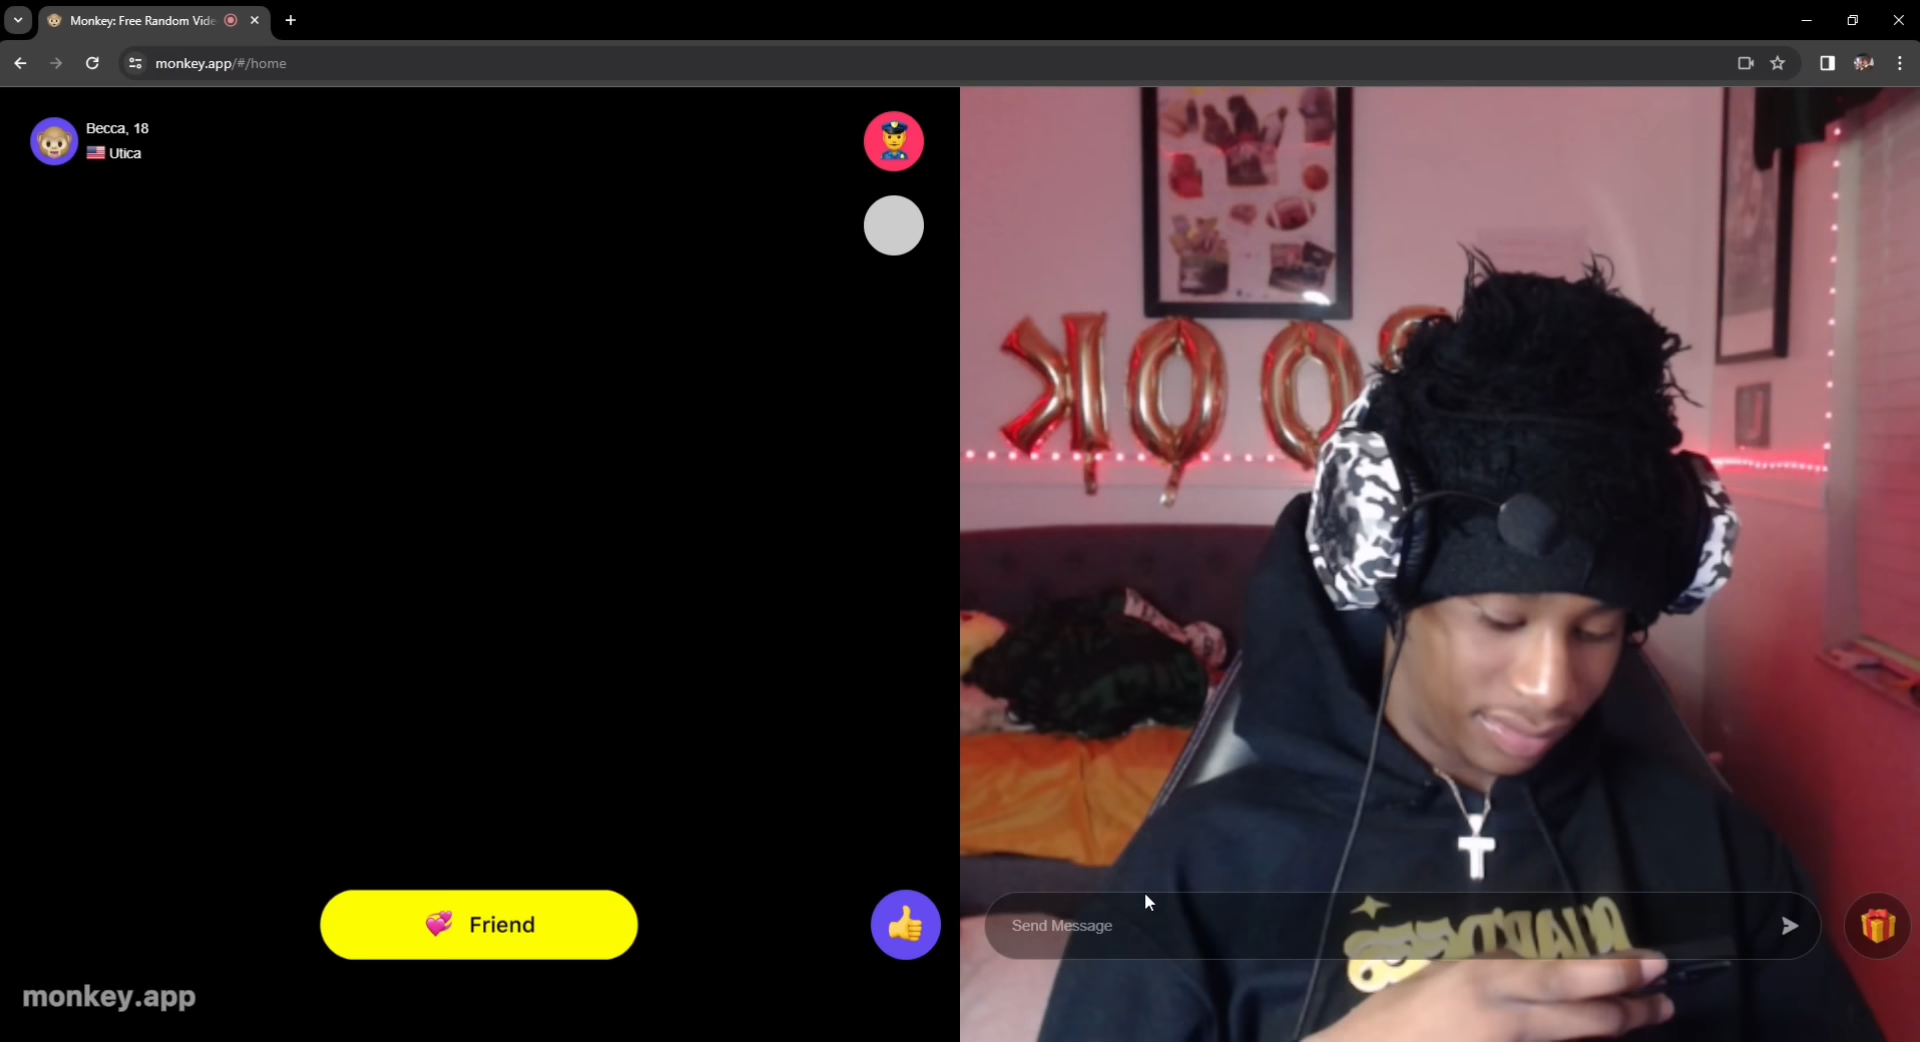 Monkey: Free Random Vide
monkey.app/#/home
Becca, 18
Utica
Friend
Send Message
monkey.app